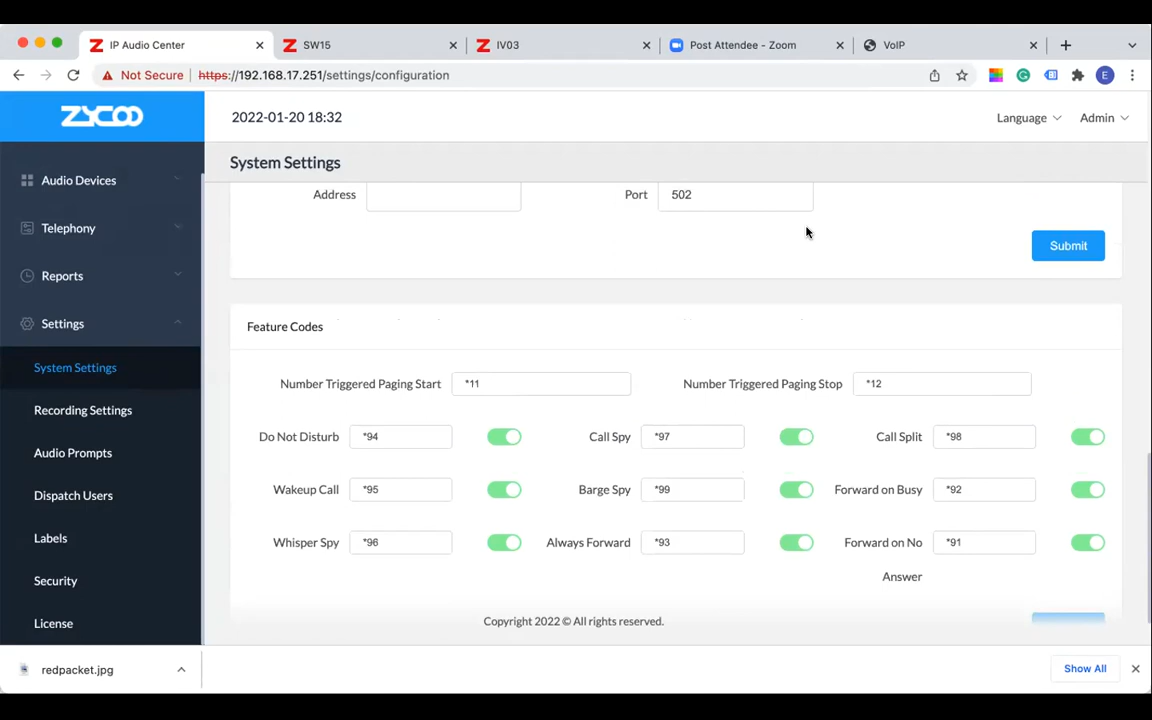 IP Audio Center
SW15
IV03
Post Attendee - Zoom
VoIP
Not Secure
https://192.168.17.251/settings/configuration
E
ZYCOO
2022-01-20 18:32
Language
Admin
System Settings
Audio Devices
Telephony
Reports
Settings
System Settings
Recording Settings
Audio Prompts
Dispatch Users
Labels
Security
License
Address
Port 502
Submit
Feature Codes
Number Triggered Paging Start *11 Number Triggered Paging Stop *12
Do Not Disturb *94 Call Spy *97 Call Split *98
Wakeup Call *95 Barge Spy *99 Forward on Busy *92
Whisper Spy *96 Always Forward *93 Forward on No *91
Answer
Copyright 2022 © All rights reserved.
redpacket.jpg
Show All